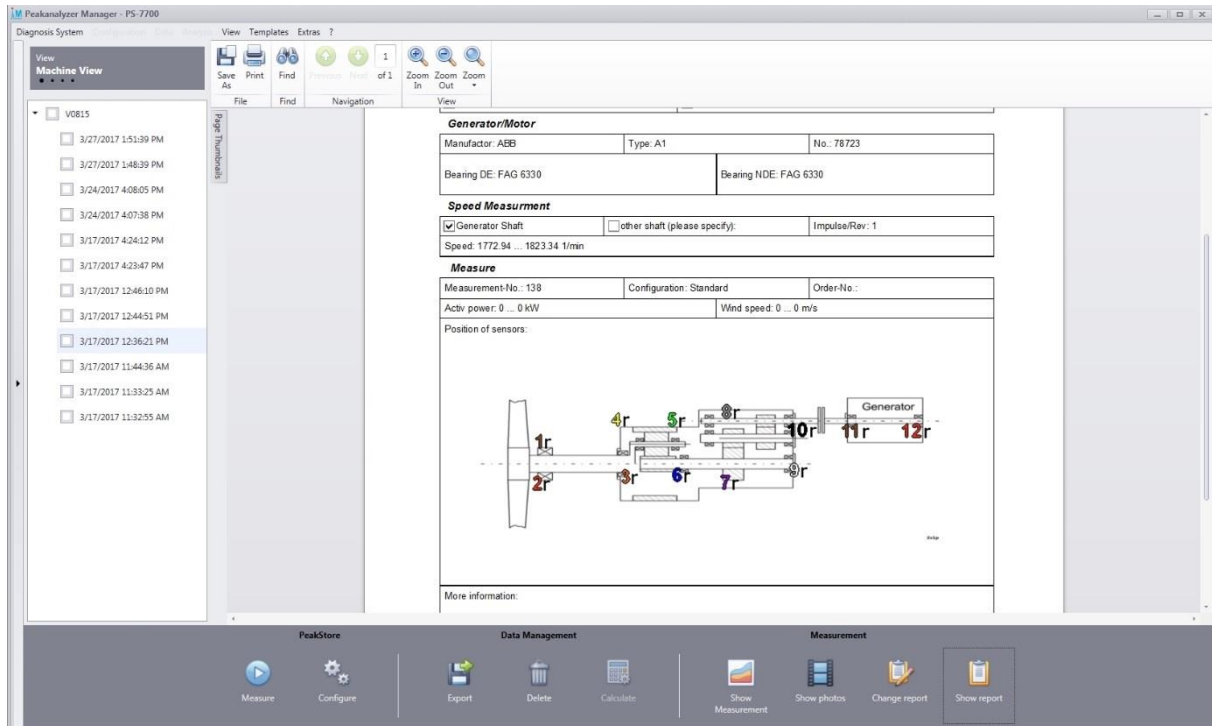 Peakanalyzer Manager - PS-7700
Diagnosis System Configuration Data Analysis View Templates Extras ?
View
Machine View
Save As
Print
Find
Previous
Next
1
of 1
Zoom In
Zoom Out
Zoom
File
Find
Navigation
View
Page Thumbnails
V0815
3/27/2017 1:51:39 PM
3/27/2017 1:48:39 PM
3/24/2017 4:08:05 PM
3/24/2017 4:07:38 PM
3/17/2017 4:24:12 PM
3/17/2017 4:23:47 PM
3/17/2017 12:46:10 PM
3/17/2017 12:44:51 PM
3/17/2017 12:36:21 PM
3/17/2017 11:44:36 AM
3/17/2017 11:33:25 AM
3/17/2017 11:32:55 AM
Generator/Motor
Manufactor: ABB Type: A1 No.: 78723
Bearing DE: FAG 6330 Bearing NDE: FAG 6330
Speed Measurment
Generator Shaft other shaft (please specify): Impulse/Rev: 1
Speed: 1772.94 ... 1823.34 1/min
Measure
Measurement-No.: 138 Configuration: Standard Order-No.:
Activ power: 0 ... 0 kW Wind speed: 0 ... 0 m/s
Position of sensors:
Generator
4r 5r 8r
1r 10r 11r 12r
2r 3r 6r 7r 9r
More information:
PeakStore Data Management Measurement
Measure
Configure
Export
Delete
Calculate
Show Measurement
Show photos
Change report
Show report